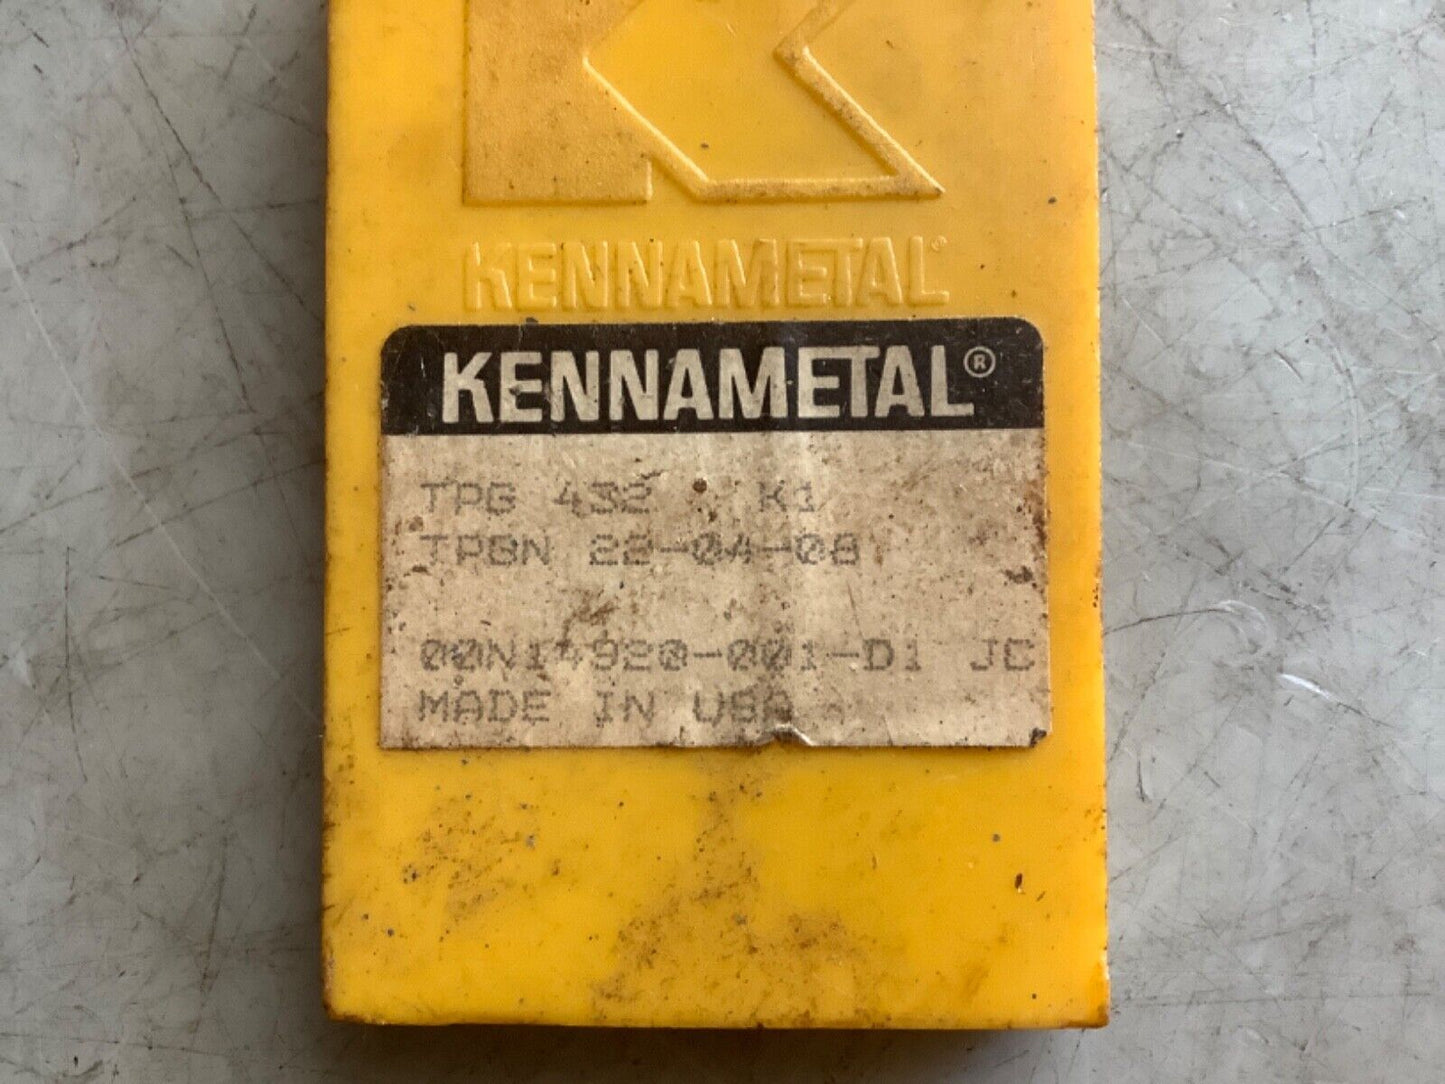 KENNAMETAL®
KENNAMETAL®
TPG 432 K1
TPGN 22-04-08
00N14920-001-D1 JC
MADE IN USA